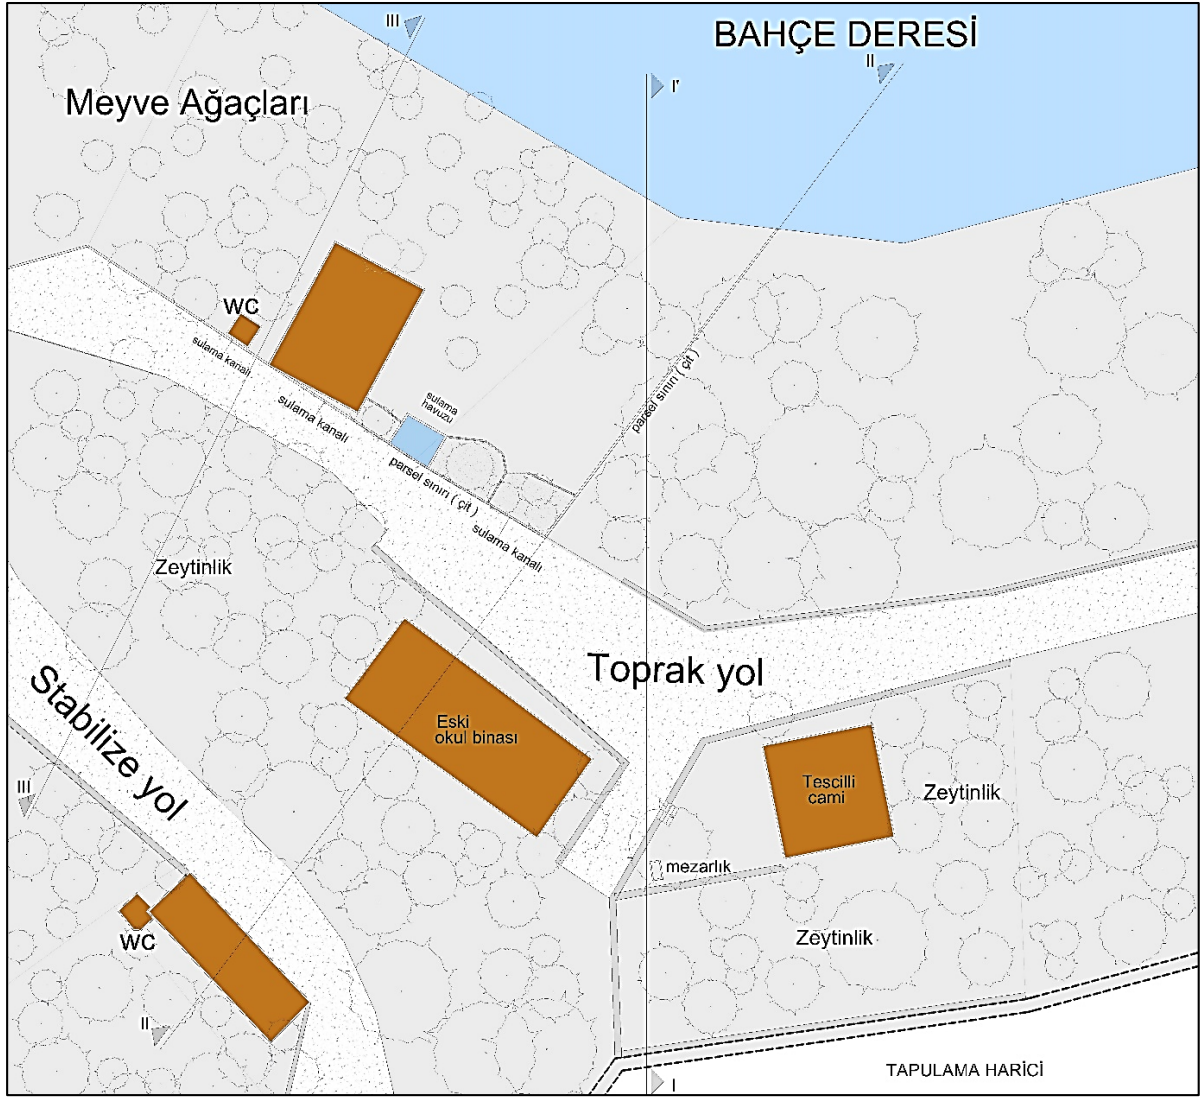 III
BAHÇE DERESİ
II
I'
Meyve Ağaçları
WC
sulama kanalı
sulama kanalı
sulama
havuzu
parsel sınırı ( çit )
parsel sınırı ( çit )
sulama kanalı
Zeytinlik
Toprak yol
Stabilize yol
Eski
okul binası
Tescilli
cami
Zeytinlik
III
mezarlık
WC
Zeytinlik
II
TAPULAMA HARİCİ
I